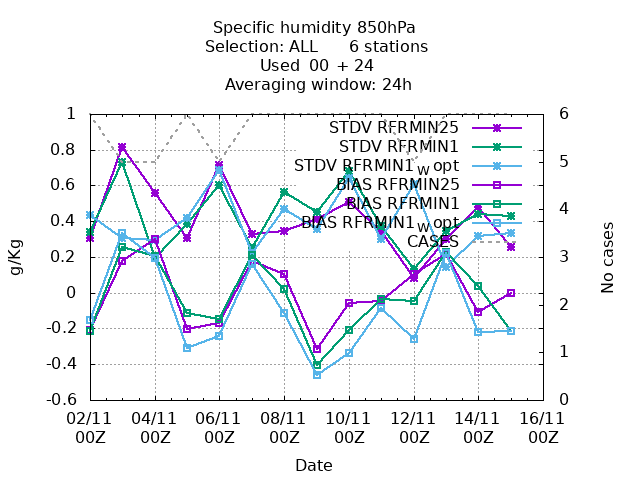 Specific humidity 850hPa
Selection: ALL 6 stations
Used 00 + 24
Averaging window: 24h
1 6
STDV RFRMIN25
0.8 5
STDV RFRMIN1
STDV RFRMIN1_W opt
0.6
BIAS RFRMIN25
BIAS RFRMIN1
0.4 4
BIAS RFRMIN1_W opt
CASES
0.2 3
0
-0.2 2
-0.4 1
-0.6 0
g/Kg
No cases
02/11 04/11 06/11 08/11 10/11 12/11 14/11 16/11
00Z 00Z 00Z 00Z 00Z 00Z 00Z 00Z
Date